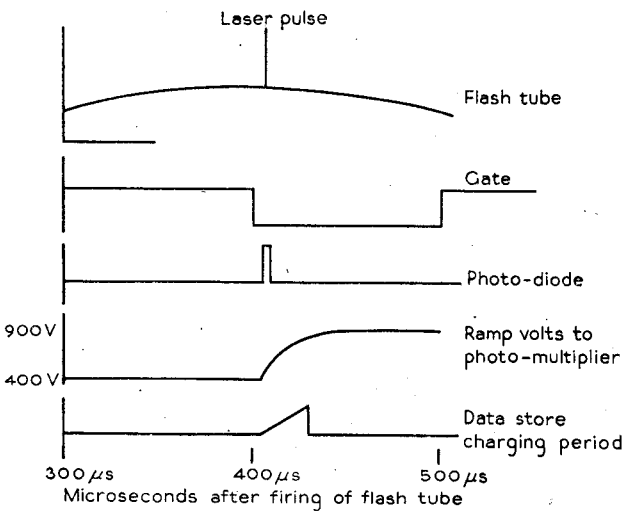 Laser pulse
Flash tube
Gate
Photo-diode
900V
Ramp volts to
photo-multiplier
400V
Data store
charging period
300μs
400μs
500μs
Microseconds after firing of flash tube